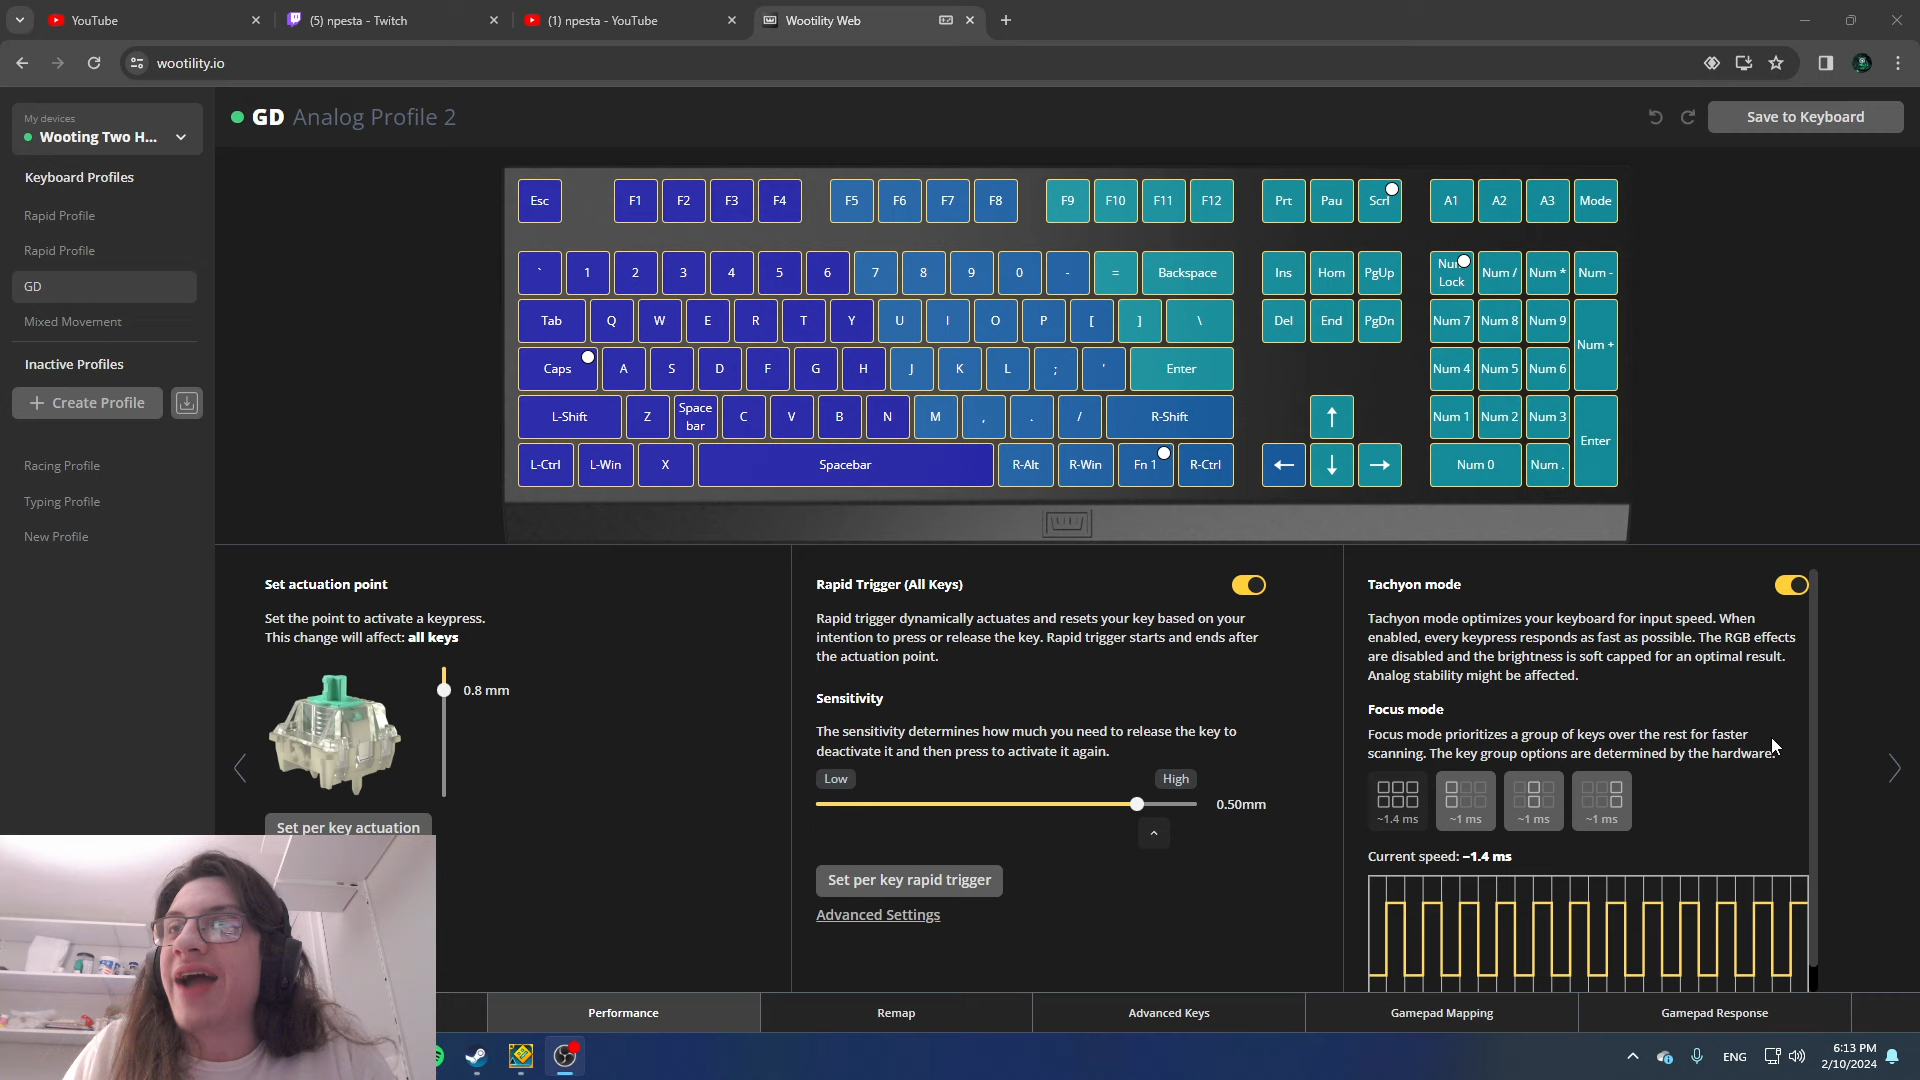 YouTube
(5) npesta - Twitch
(1) npesta - YouTube
Wootility Web
wootility.io
My devices
Wooting Two H...
Keyboard Profiles
Rapid Profile
Rapid Profile
GD
Mixed Movement
Inactive Profiles
Create Profile
Racing Profile
Typing Profile
New Profile
GD Analog Profile 2
Save to Keyboard
Esc F1 F2 F3 F4 F5 F6 F7 F8 F9 F10 F11 F12 Prt Pau Scrl A1 A2 A3 Mode
` 1 2 3 4 5 6 7 8 9 0 - = Backspace Ins Hom PgUp Num Lock Num / Num * Num -
Tab Q W E R T Y U I O P [ ] \ Del End PgDn Num 7 Num 8 Num 9 Num +
Caps A S D F G H J K L ; ' Enter Num 4 Num 5 Num 6
L-Shift Z Space bar C V B N M , . / R-Shift ↑ Num 1 Num 2 Num 3 Enter
L-Ctrl L-Win X Spacebar R-Alt R-Win Fn 1 R-Ctrl ← ↓ → Num 0 Num .
Set actuation point
Set the point to activate a keypress.
This change will affect: all keys
0.8 mm
Set per key actuation
Rapid Trigger (All Keys)
Rapid trigger dynamically actuates and resets your key based on your
intention to press or release the key. Rapid trigger starts and ends after
the actuation point.
Sensitivity
The sensitivity determines how much you need to release the key to
deactivate it and then press to activate it again.
Low High
0.50mm
Set per key rapid trigger
Advanced Settings
Tachyon mode
Tachyon mode optimizes your keyboard for input speed. When
enabled, every keypress responds as fast as possible. The RGB effects
are disabled and the brightness is soft capped for an optimal result.
Analog stability might be affected.
Focus mode
Focus mode prioritizes a group of keys over the rest for faster
scanning. The key group options are determined by the hardware.
~1.4 ms ~1 ms ~1 ms ~1 ms
Current speed: ~1.4 ms
Performance Remap Advanced Keys Gamepad Mapping Gamepad Response
ENG
6:13 PM
2/10/2024